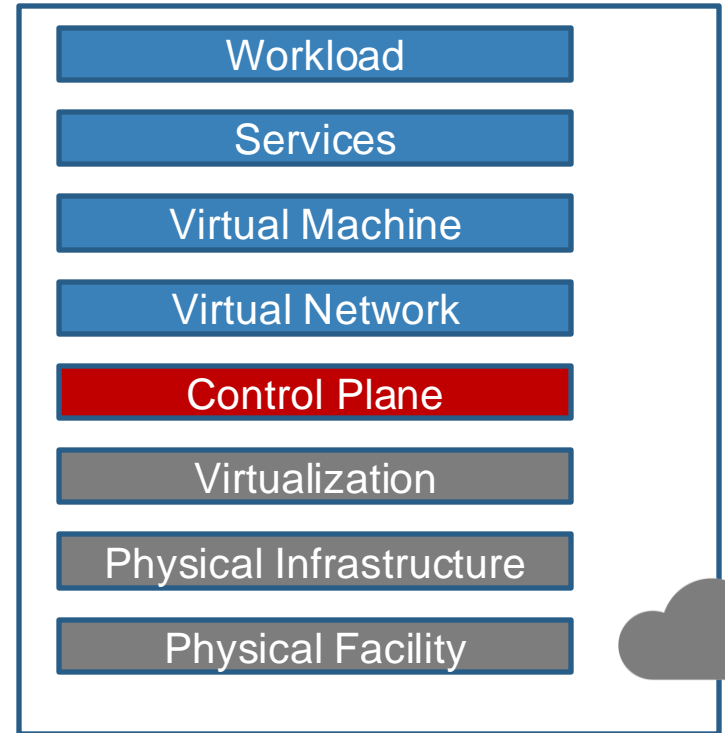 Workload
Services
Virtual Machine
Virtual Network
Control Plane
Virtualization
Physical Infrastructure
Physical Facility